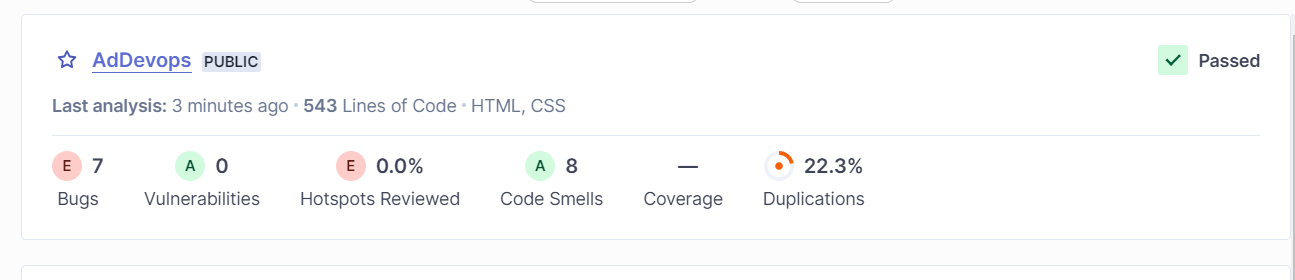 AdDevops PUBLIC Passed
Last analysis: 3 minutes ago • 543 Lines of Code • HTML, CSS
E 7 A 0 E 0.0% A 8 — 22.3%
Bugs Vulnerabilities Hotspots Reviewed Code Smells Coverage Duplications